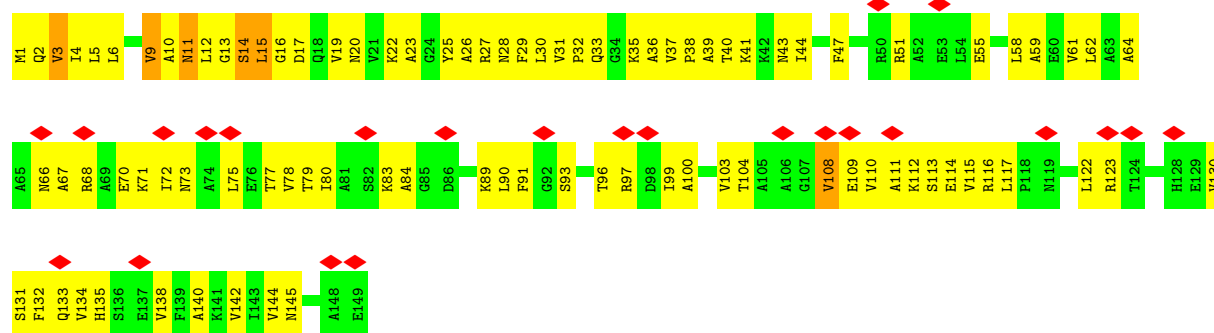 M1 Q2 V3 I4 L5 L6 V9 A10 N11 L12 G13 S14 L15 G16 D17 Q18 V19 N20 V21 K22 A23 G24 Y25 A26 R27 N28 F29 L30 V31 P32 Q33 G34 K35 A36 V37 P38 A39 T40 K41 K42 N43 I44 F47 R50 R51 A52 E53 L54 E55 L58 A59 E60 V61 L62 A63 A64
A65 N66 A67 R68 A69 E70 K71 I72 N73 A74 L75 E76 T77 V78 T79 I80 A81 S82 K83 A84 G85 D86 K89 L90 F91 G92 S93 T96 R97 D98 I99 A100 V103 T104 A105 A106 G107 V108 E109 V110 A111 K112 S113 E114 V115 R116 L117 P118 N119 L122 R123 T124 H128 E129 V130
S131 F132 Q133 V134 H135 S136 E137 V138 F139 A140 K141 V142 I143 V144 N145 A148 E149